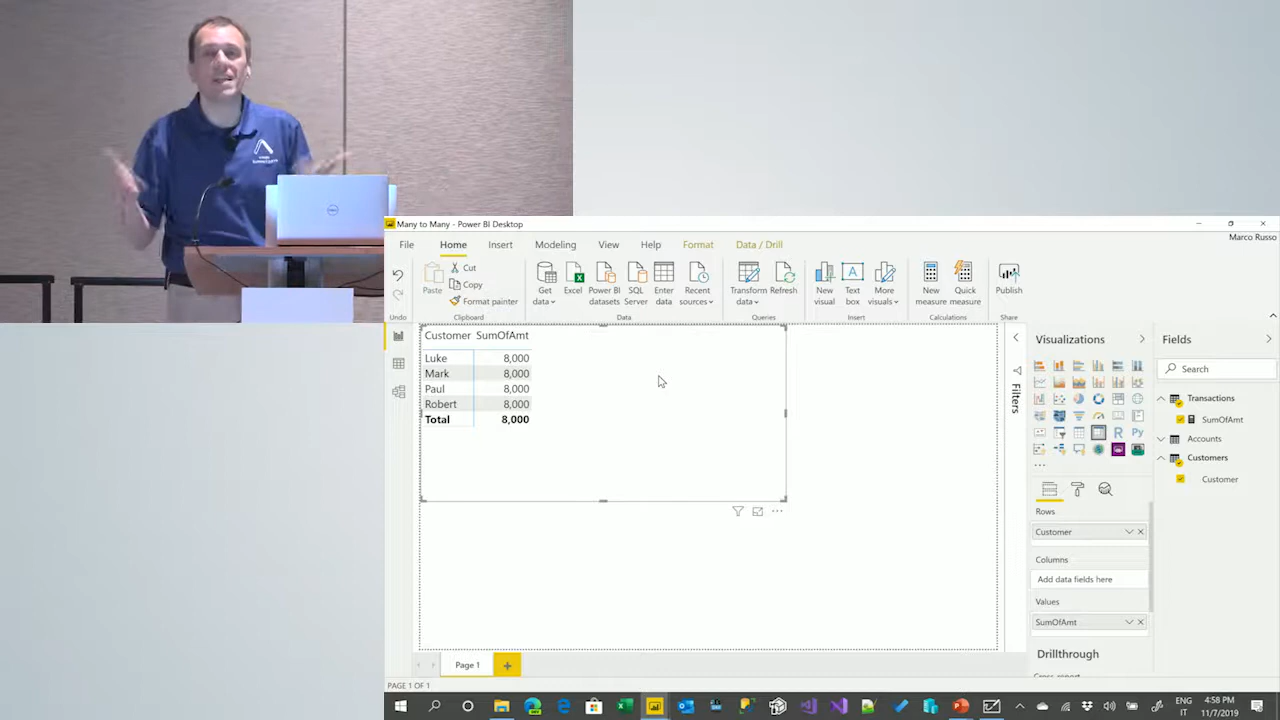 Many to Many - Power BI Desktop
Marco Russo
File Home Insert Modeling View Help Format Data / Drill
Undo
Paste
Cut
Copy
Format painter
Clipboard
Get data
Excel
Power BI datasets
SQL Server
Enter data
Recent sources
Data
Transform data
Refresh
Queries
New visual
Text box
More visuals
Insert
New measure
Quick measure
Calculations
Publish
Share
Customer SumOfAmt
Luke 8,000
Mark 8,000
Paul 8,000
Robert 8,000
Total 8,000
Filters
Visualizations
Rows
Customer
Columns
Add data fields here
Values
SumOfAmt
Drillthrough
Fields
Search
Transactions
SumOfAmt
Accounts
Customers
Customer
Page 1
PAGE 1 OF 1
ENG
IT
4:58 PM
11/7/2019